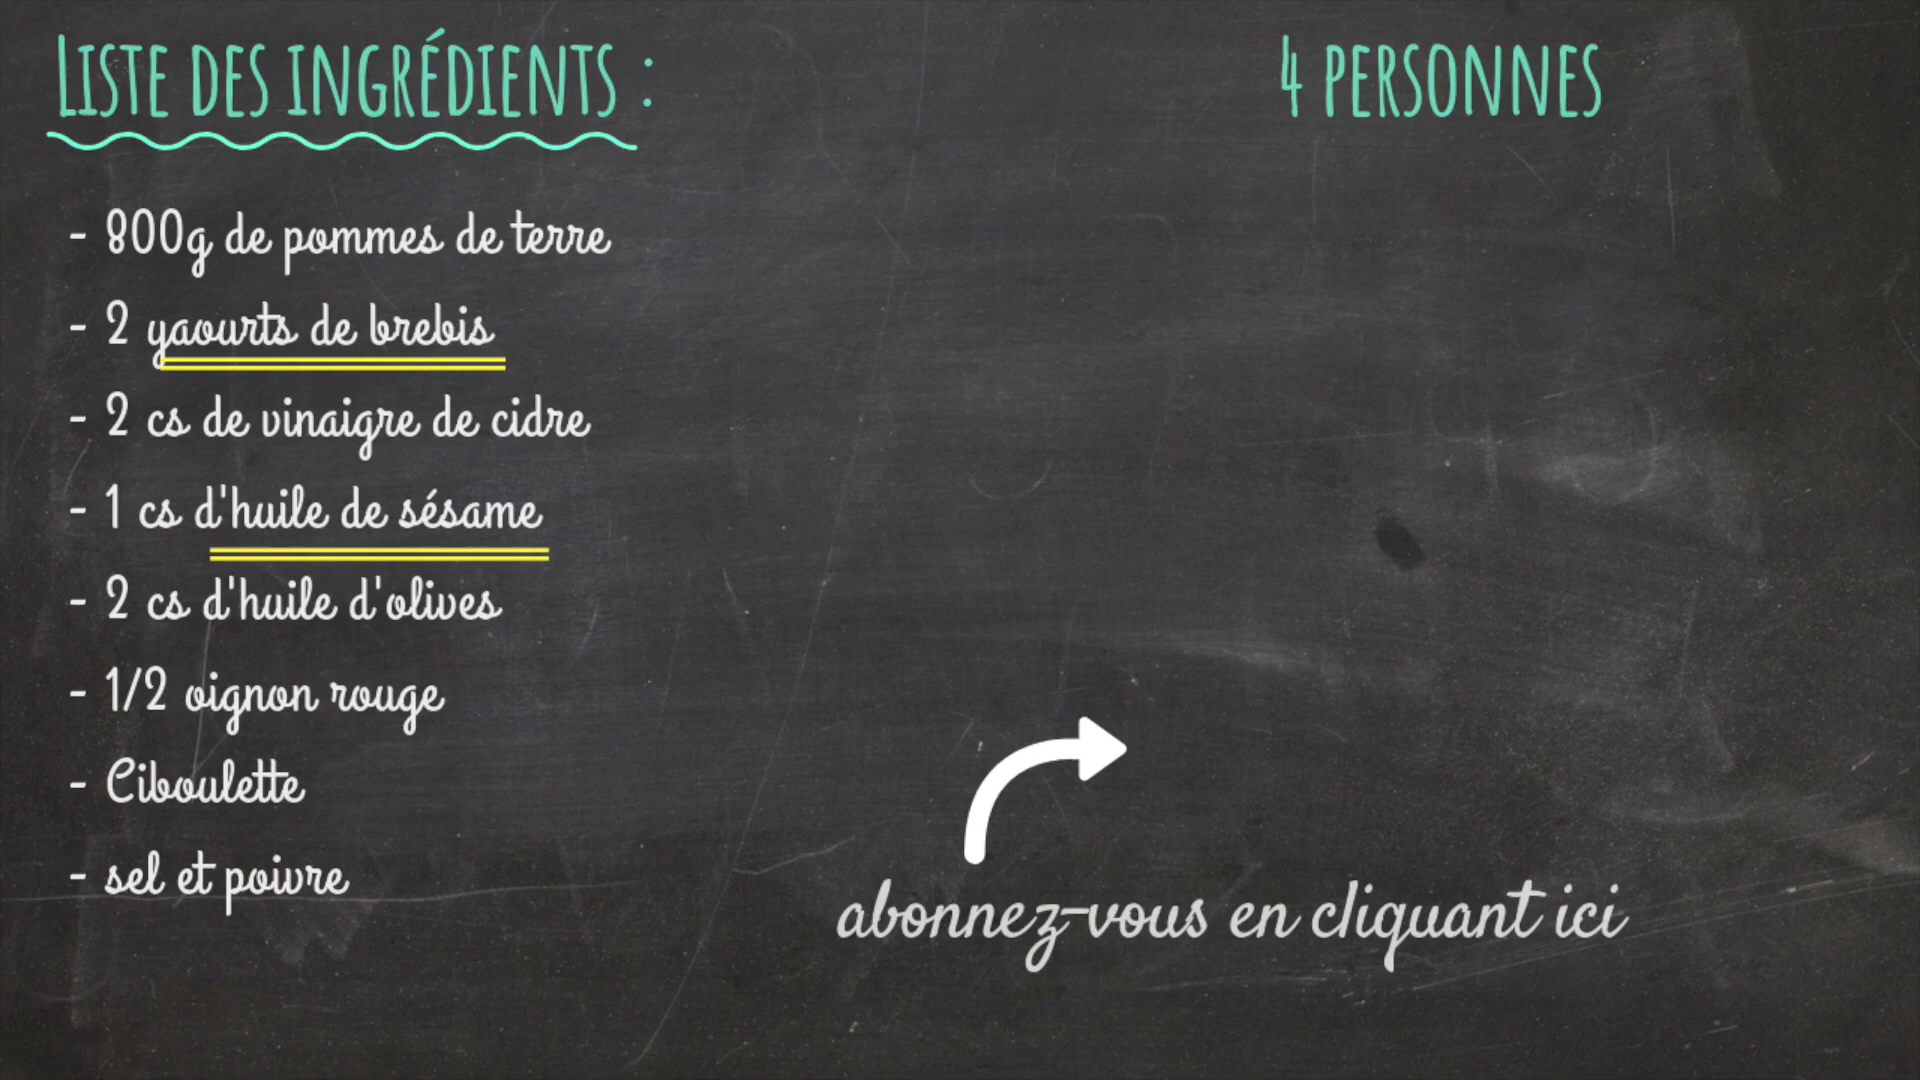 Liste des ingrédients :
4 personnes
- 800g de pommes de terre
- 2 yaourts de brebis
- 2 cs de vinaigre de cidre
- 1 cs d'huile de sésame
- 2 cs d'huile d'olives
- 1/2 oignon rouge
- Ciboulette
- sel et poivre
abonnez-vous en cliquant ici